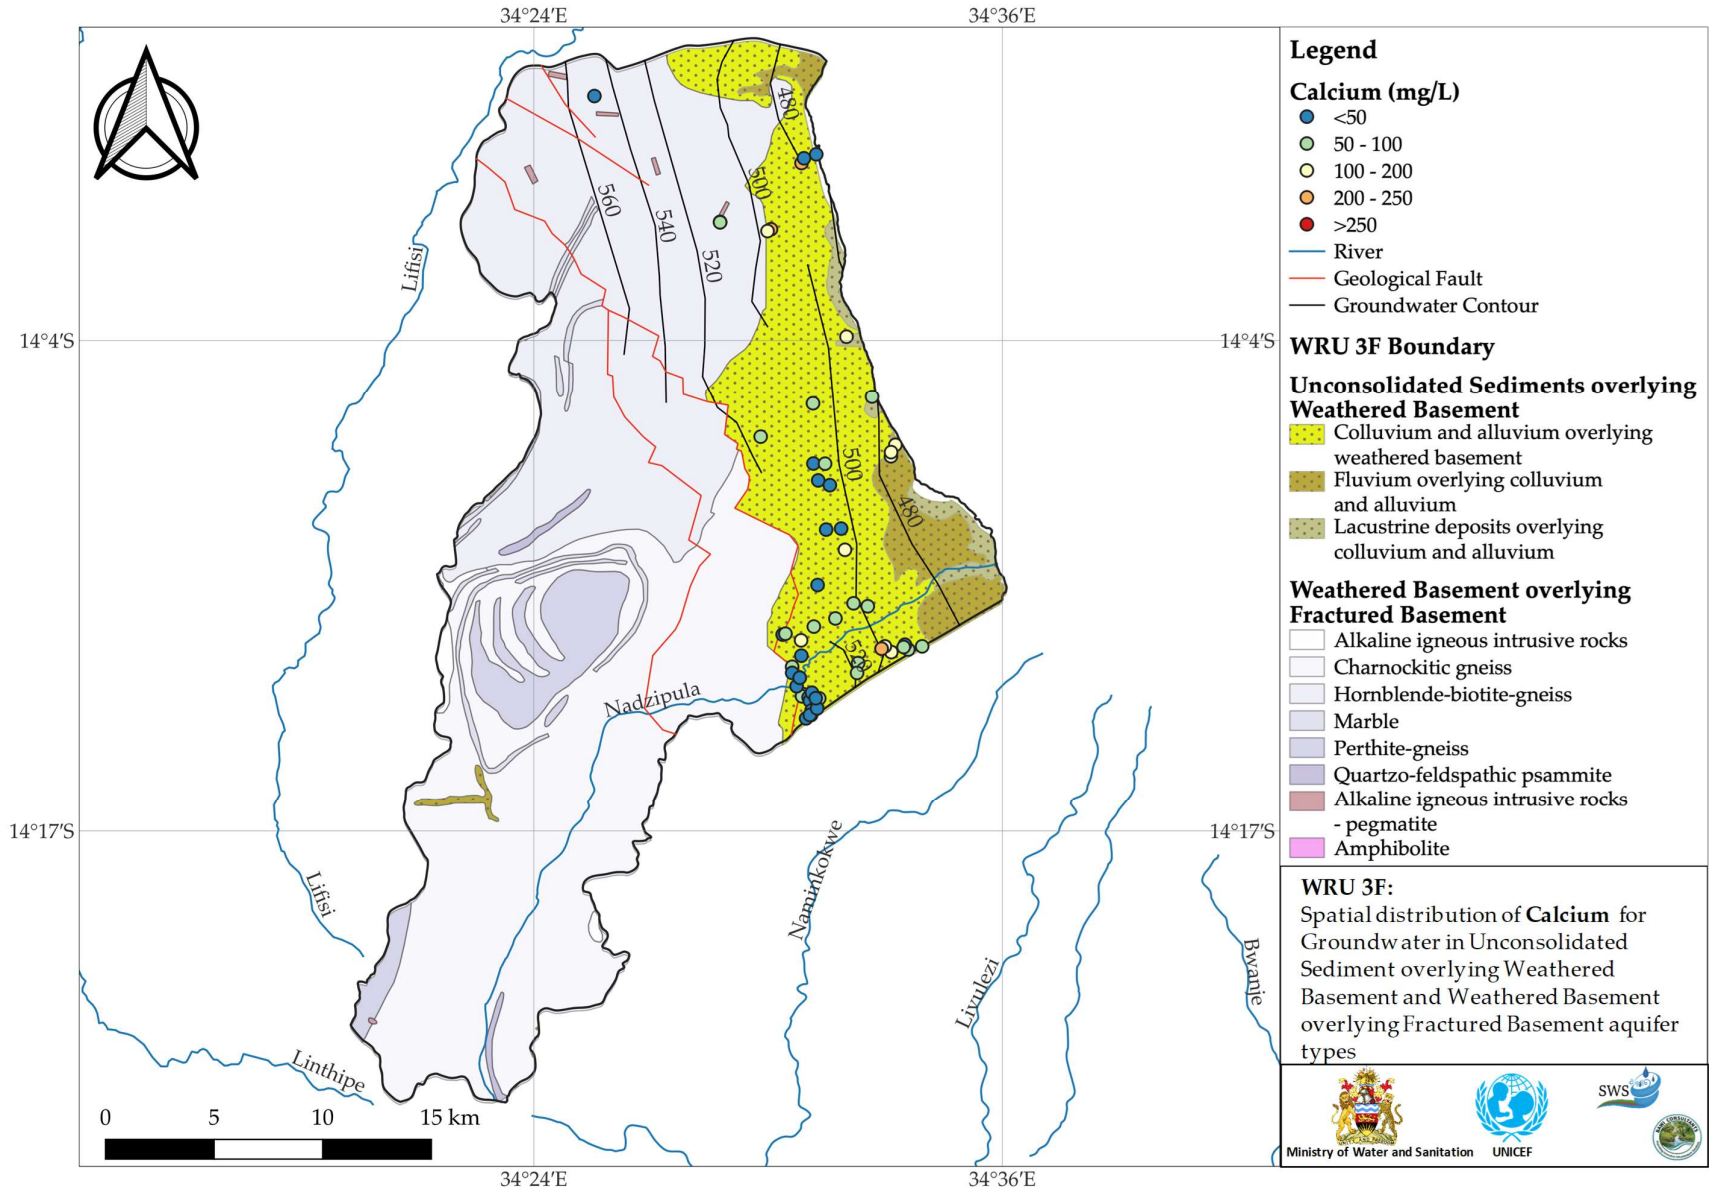 34°24′E
34°36′E
480
500
560
540
520
Lifisi
14°4′S
14°4′S
500
480
520
Nadzipula
14°17′S
14°17′S
Lifisi
Naminkokwe
Livulezi
Bwanje
Linthipe
0 5 10 15 km
34°24′E
34°36′E
Legend
Calcium (mg/L)
<50
50 - 100
100 - 200
200 - 250
>250
River
Geological Fault
Groundwater Contour
WRU 3F Boundary
Unconsolidated Sediments overlying
Weathered Basement
Colluvium and alluvium overlying
weathered basement
Fluvium overlying colluvium
and alluvium
Lacustrine deposits overlying
colluvium and alluvium
Weathered Basement overlying
Fractured Basement
Alkaline igneous intrusive rocks
Charnockitic gneiss
Hornblende-biotite-gneiss
Marble
Perthite-gneiss
Quartzo-feldspathic psammite
Alkaline igneous intrusive rocks
- pegmatite
Amphibolite
WRU 3F:
Spatial distribution of Calcium for
Groundwater in Unconsolidated
Sediment overlying Weathered
Basement and Weathered Basement
overlying Fractured Basement aquifer
types
SWS
Ministry of Water and Sanitation UNICEF